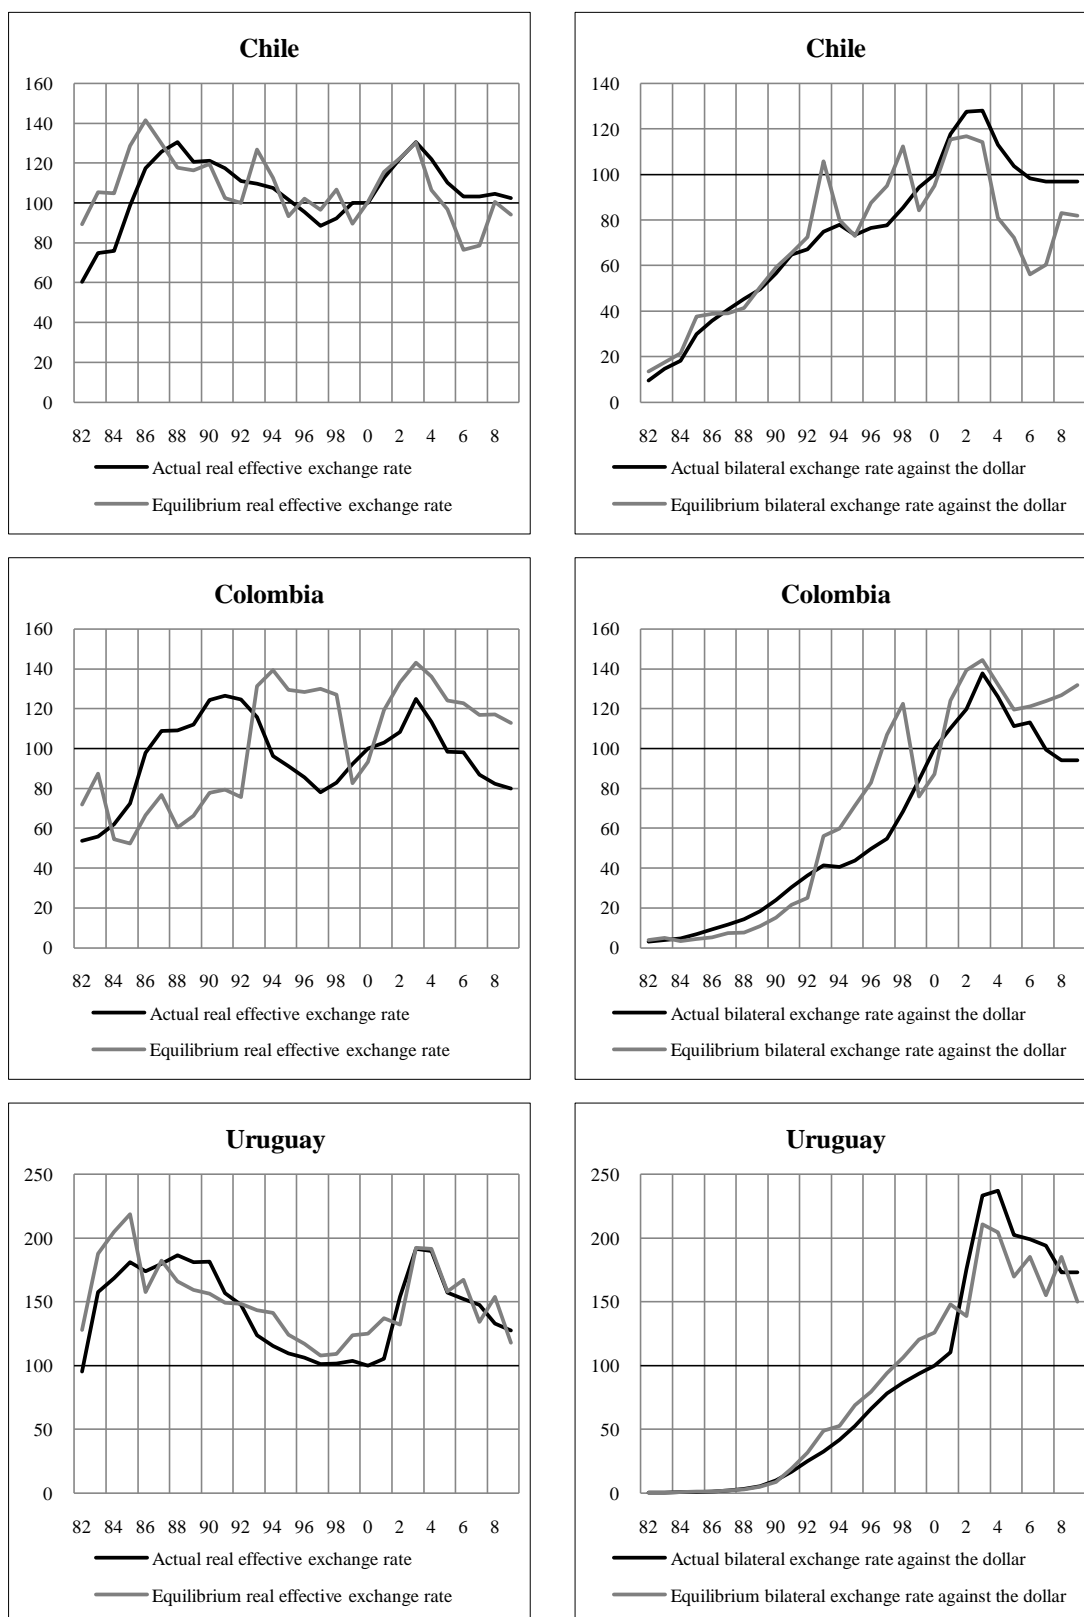 Chile
160
140
120
100
80
60
40
20
0
82 84 86 88 90 92 94 96 98 0 2 4 6 8
Actual real effective exchange rate
Equilibrium real effective exchange rate
Chile
140
120
100
80
60
40
20
0
82 84 86 88 90 92 94 96 98 0 2 4 6 8
Actual bilateral exchange rate against the dollar
Equilibrium bilateral exchange rate against the dollar
Colombia
160
140
120
100
80
60
40
20
0
82 84 86 88 90 92 94 96 98 0 2 4 6 8
Actual real effective exchange rate
Equilibrium real effective exchange rate
Colombia
160
140
120
100
80
60
40
20
0
82 84 86 88 90 92 94 96 98 0 2 4 6 8
Actual bilateral exchange rate against the dollar
Equilibrium bilateral exchange rate against the dollar
Uruguay
250
200
150
100
50
0
82 84 86 88 90 92 94 96 98 0 2 4 6 8
Actual real effective exchange rate
Equilibrium real effective exchange rate
Uruguay
250
200
150
100
50
0
82 84 86 88 90 92 94 96 98 0 2 4 6 8
Actual bilateral exchange rate against the dollar
Equilibrium bilateral exchange rate against the dollar